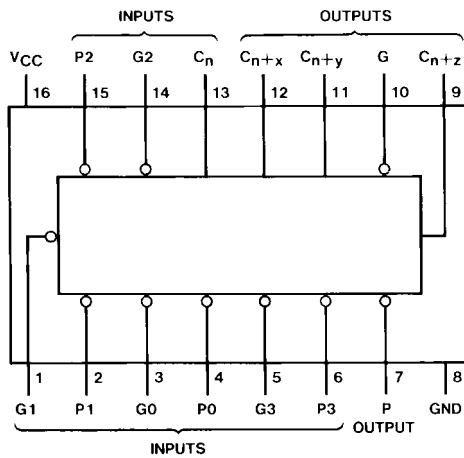 INPUTS OUTPUTS
VCC P2 G2 Cn Cn+x Cn+y G Cn+z
16 15 14 13 12 11 10 9
1 2 3 4 5 6 7 8
G1 P1 G0 P0 G3 P3 P GND
INPUTS OUTPUT